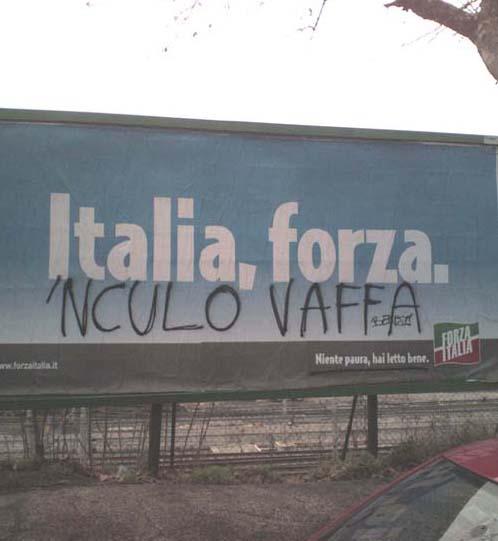 Italia, forza.
'NCULO VAFFA
www.forzaitalia.it
Niente paura, hai letto bene.
FORZA
ITALIA